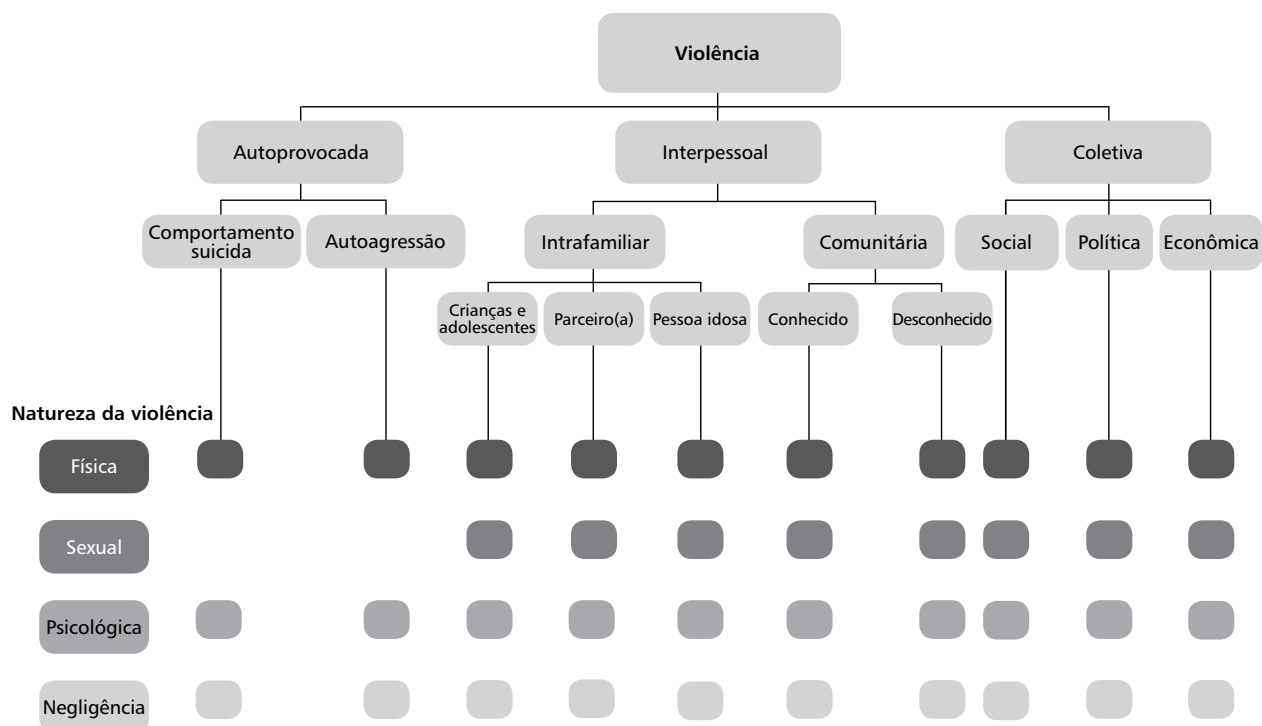 Violência
Autoprovocada
Interpessoal
Coletiva
Comportamento
suicida
Autoagressão
Intrafamiliar
Comunitária
Social
Política
Econômica
Crianças e
adolescentes
Parceiro(a)
Pessoa idosa
Conhecido
Desconhecido
Natureza da violência
Física
Sexual
Psicológica
Negligência